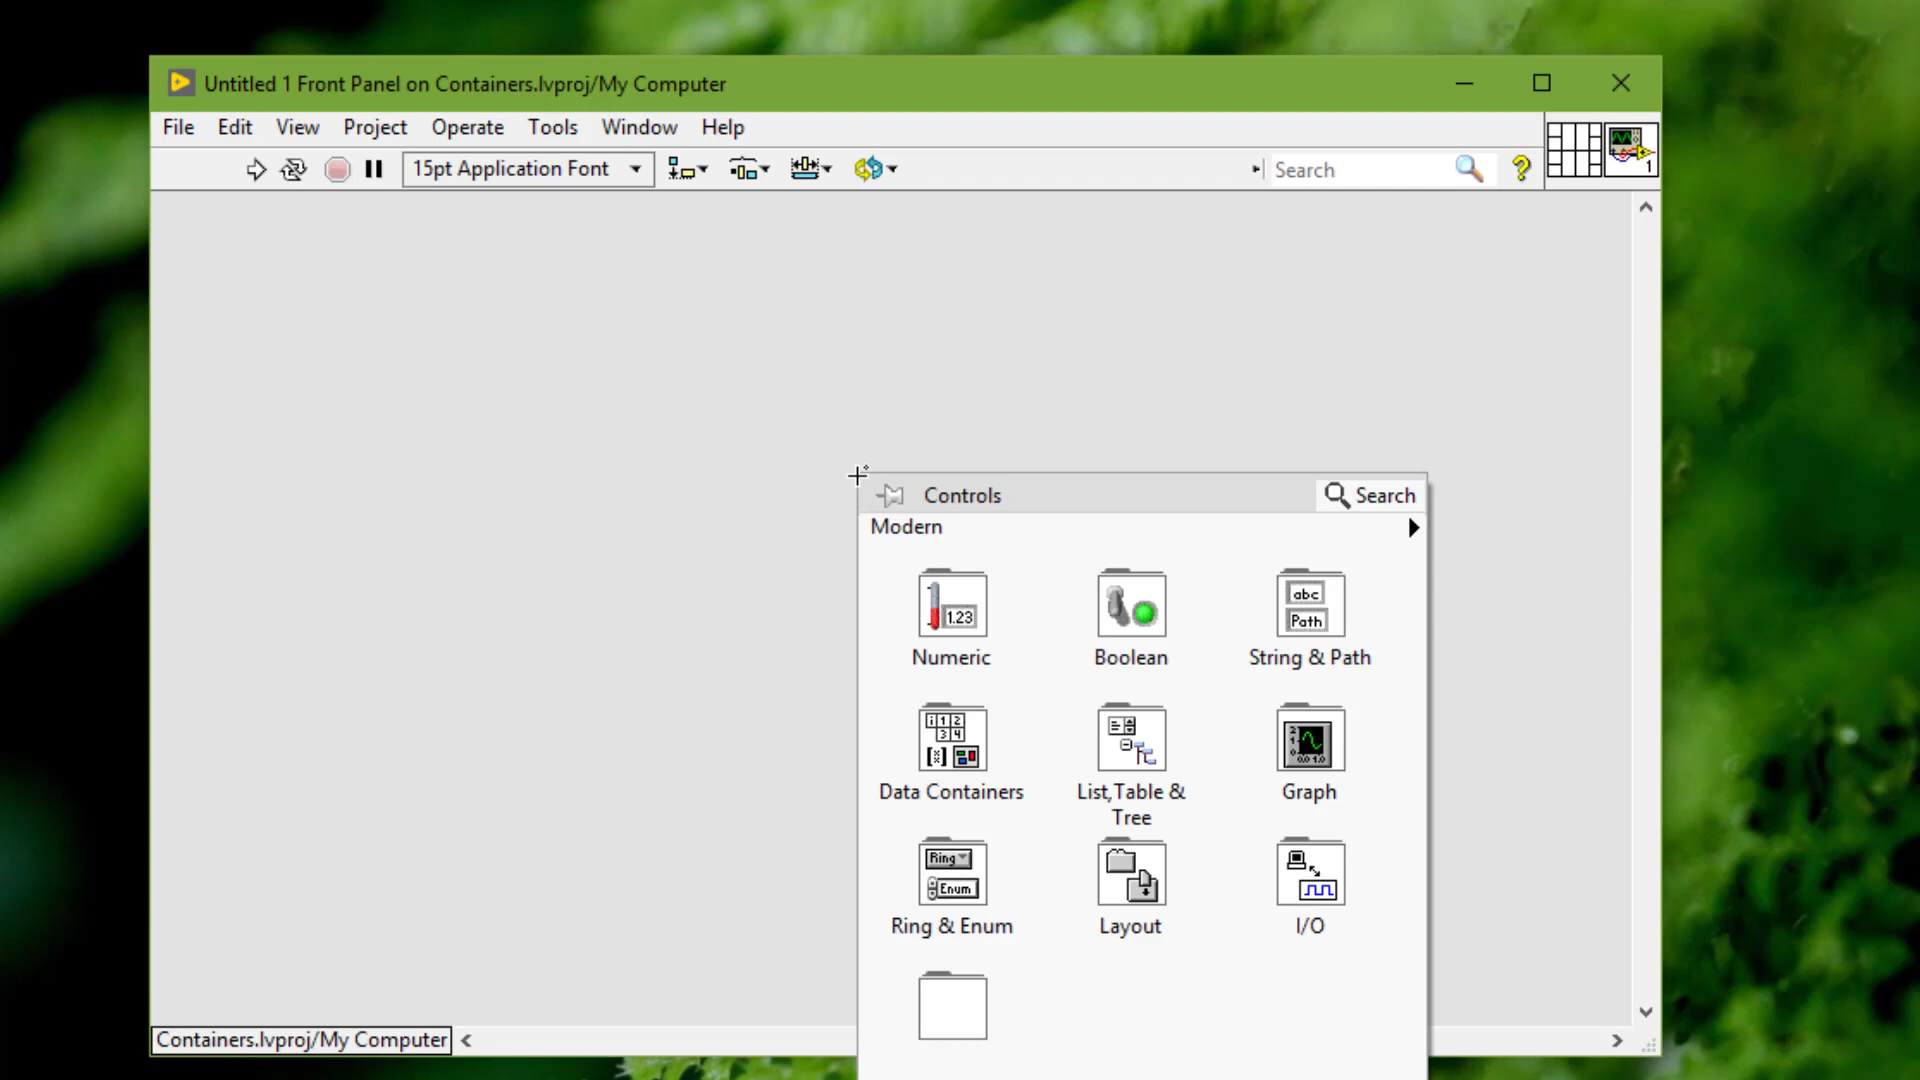 Untitled 1 Front Panel on Containers.lvproj/My Computer
File Edit View Project Operate Tools Window Help
15pt Application Font
Search
1
Controls
Search
Modern
1.23
abc
Path
Numeric
Boolean
String & Path
Data Containers
List,Table &
Tree
Graph
Ring
Enum
Ring & Enum
Layout
I/O
Containers.lvproj/My Computer